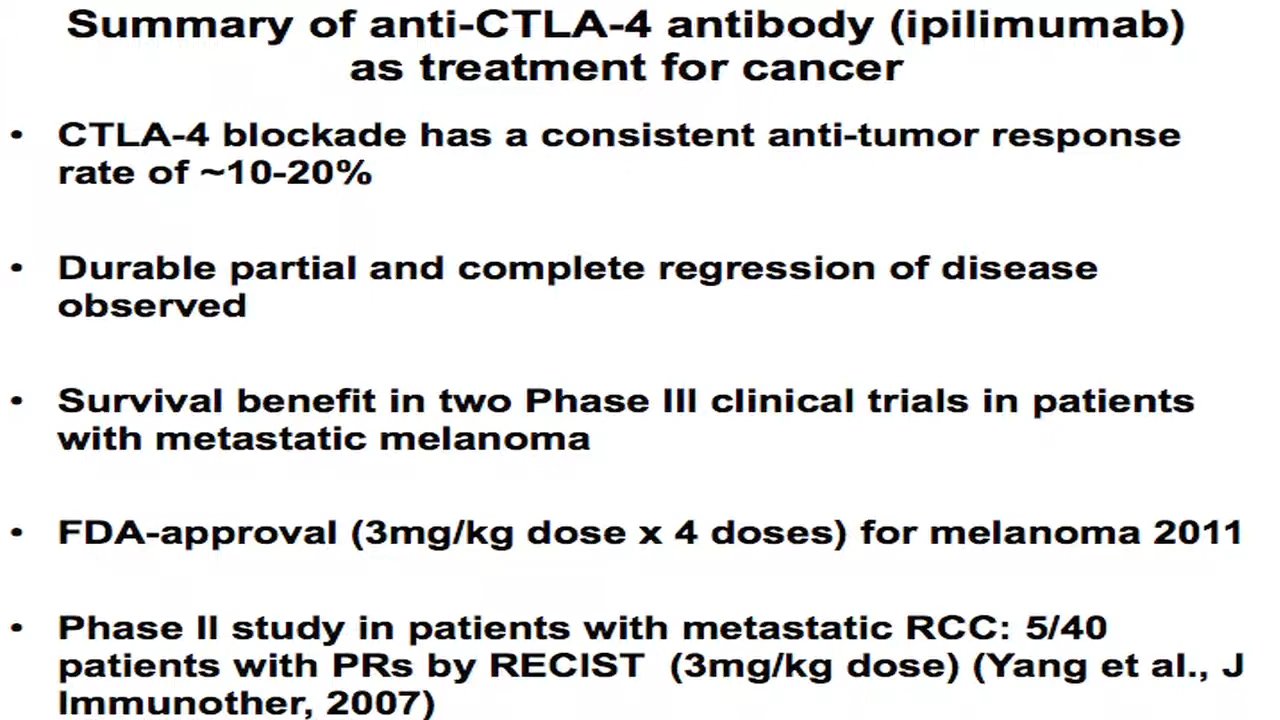 Summary of anti-CTLA-4 antibody (ipilimumab)
as treatment for cancer
• CTLA-4 blockade has a consistent anti-tumor response
rate of ~10-20%
• Durable partial and complete regression of disease
observed
• Survival benefit in two Phase III clinical trials in patients
with metastatic melanoma
• FDA-approval (3mg/kg dose x 4 doses) for melanoma 2011
• Phase II study in patients with metastatic RCC: 5/40
patients with PRs by RECIST  (3mg/kg dose) (Yang et al., J
Immunother, 2007)